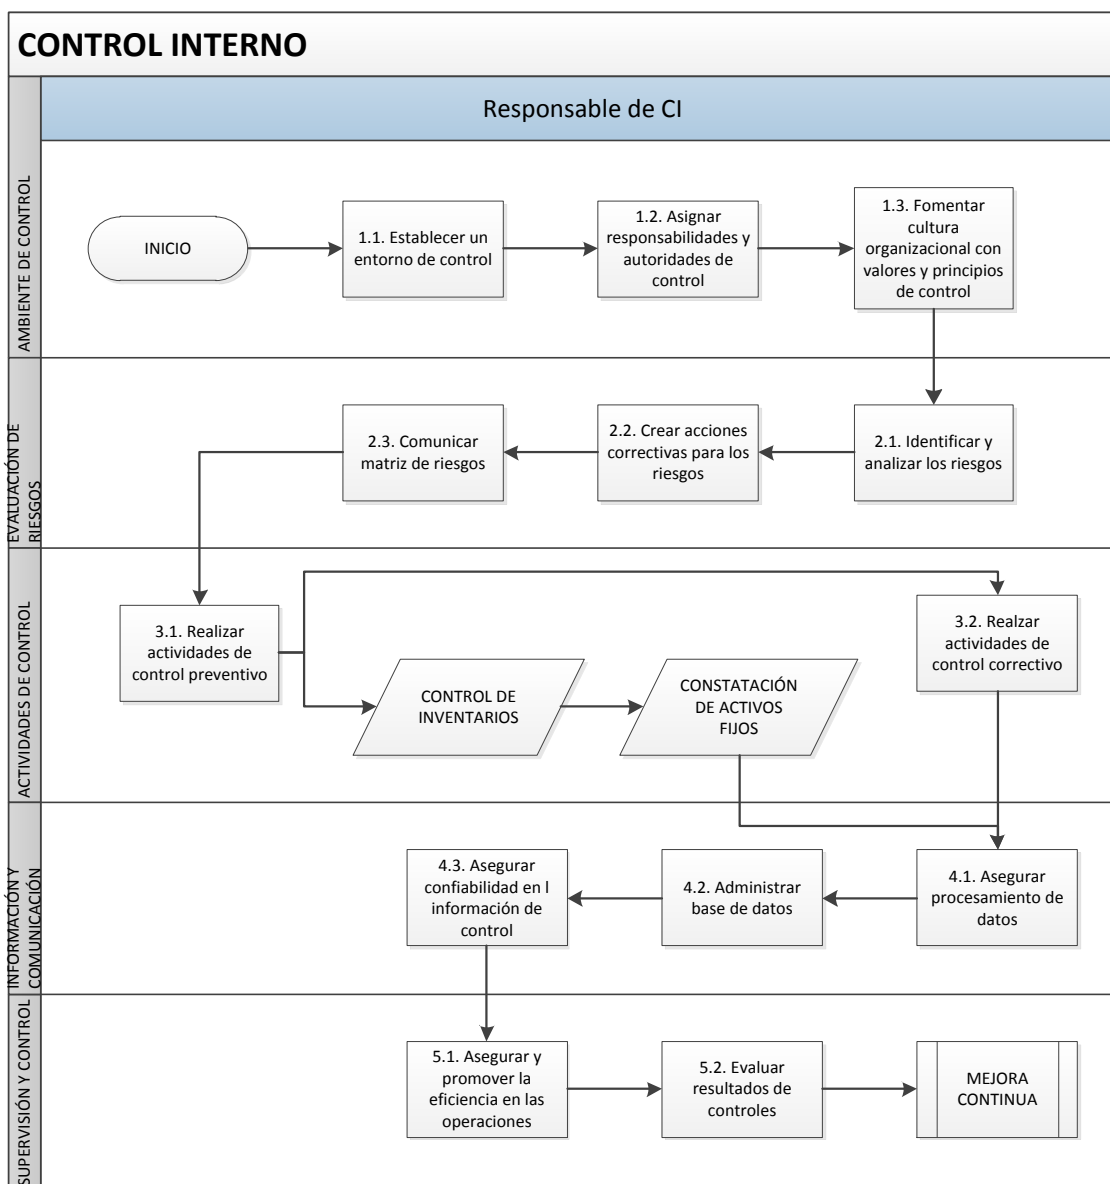 CONTROL INTERNO
Responsable de CI
AMBIENTE DE CONTROL
INICIO
1.1. Establecer un
entorno de control
1.2. Asignar
responsabilidades y
autoridades de
control
1.3. Fomentar
cultura
organizacional con
valores y principios
de control
EVALUACIÓN DE
RIESGOS
2.3. Comunicar
matriz de riesgos
2.2. Crear acciones
correctivas para los
riesgos
2.1. Identificar y
analizar los riesgos
ACTIVIDADES DE CONTROL
3.1. Realizar
actividades de
control preventivo
CONTROL DE
INVENTARIOS
CONSTATACIÓN
DE ACTIVOS
FIJOS
3.2. Realzar
actividades de
control correctivo
INFORMACIÓN Y
COMUNICACIÓN
4.3. Asegurar
confiabilidad en l
información de
control
4.2. Administrar
base de datos
4.1. Asegurar
procesamiento de
datos
SUPERVISIÓN Y CONTROL
5.1. Asegurar y
promover la
eficiencia en las
operaciones
5.2. Evaluar
resultados de
controles
MEJORA
CONTINUA